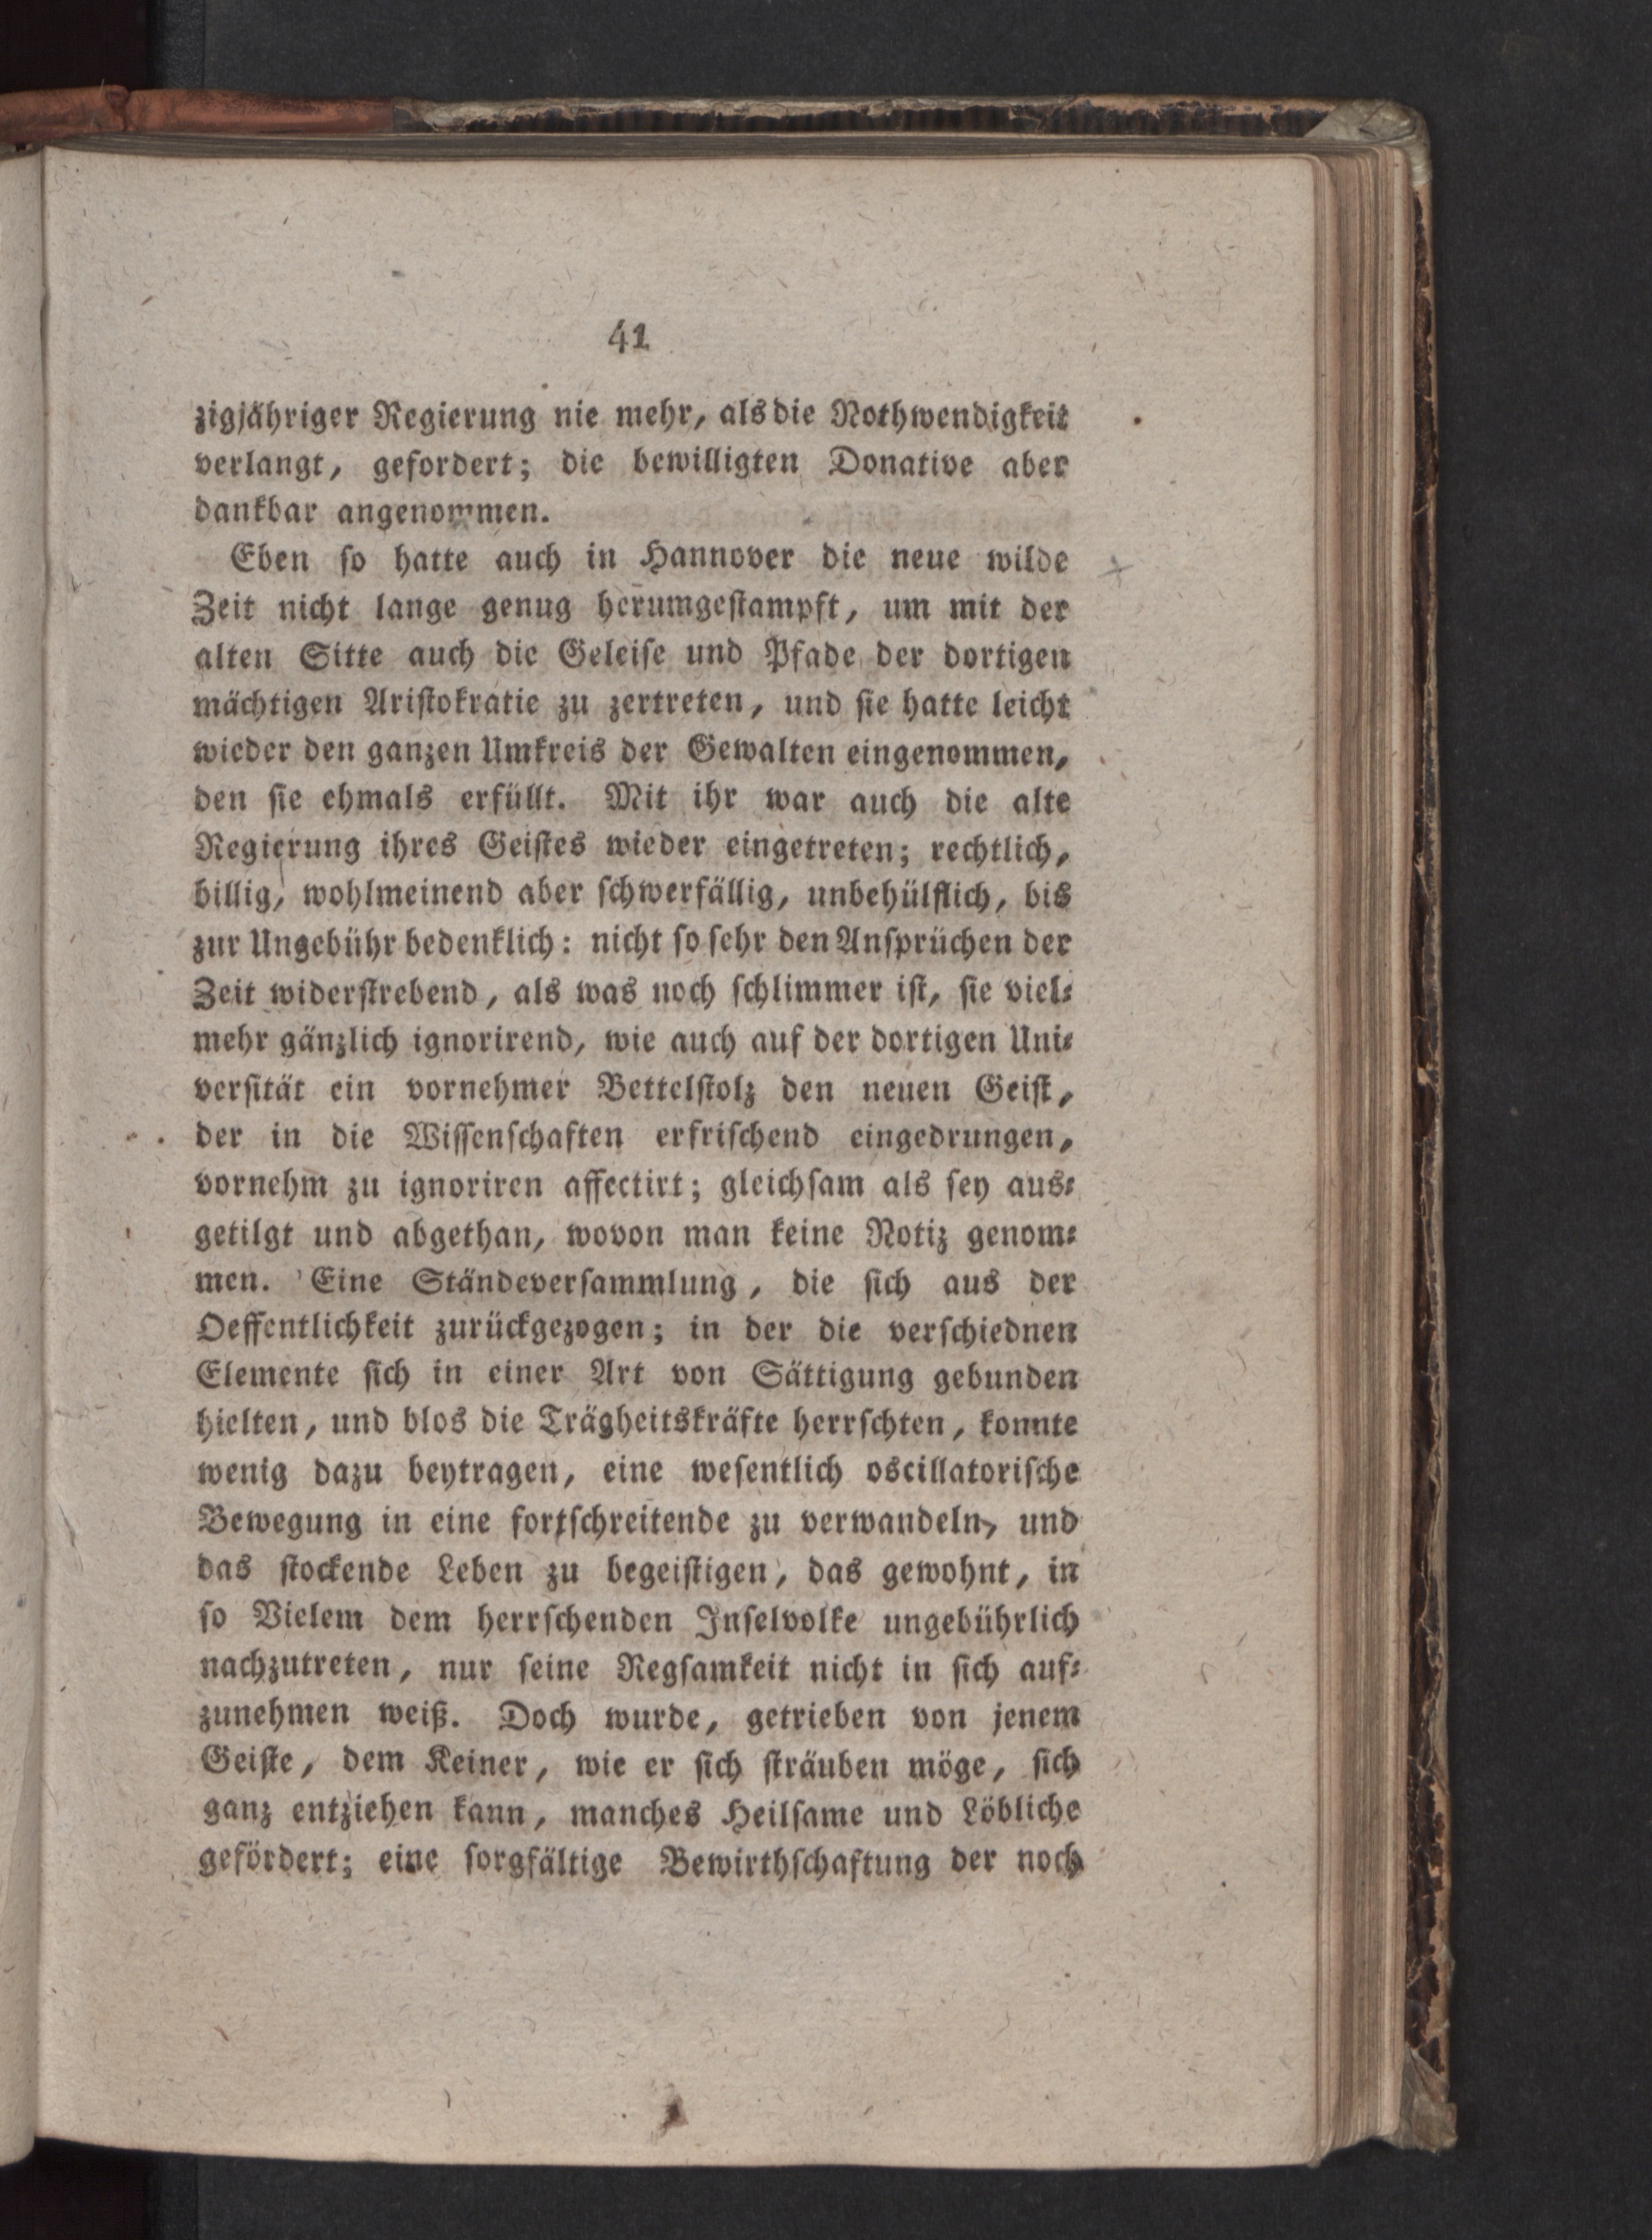 41
zigjähriger Regierung nie mehr, als die Nothwendigkeit
verlangt, gefordert; die bewilligten Donative aber
dankbar angenommen.
Eben ſo hatte auch in Hannover die neue wilde
Zeit nicht lange genug herumgeſtampft, um mit der
alten Sitte auch die Geleiſe und Pfade der dortigen
mächtigen Ariſtokratie zu zertreten, und ſie hatte leicht
wieder den ganzen Umkreis der Gewalten eingenommen,
den ſie ehmals erfüllt. Mit ihr war auch die alte
Regierung ihres Geiſtes wieder eingetreten; rechtlich,
billig, wohlmeinend aber ſchwerfällig, unbehülflich, bis
zur Ungebühr bedenklich: nicht ſo ſehr den Anſprüchen der
Zeit widerſtrebend, als was noch ſchlimmer iſt, ſie viel⸗
mehr gänzlich ignorirend, wie auch auf der dortigen Uni⸗
verſität ein vornehmer Bettelſtolz den neuen Geiſt,
der in die Wiſſenſchaften erfriſchend eingedrungen,
vornehm zu ignoriren affectirt; gleichſam als ſey aus⸗
getilgt und abgethan, wovon man keine Notiz genom⸗
men. Eine Ständeverſammlung, die ſich aus der
Oeffentlichkeit zurückgezogen; in der die verſchiednen
Elemente ſich in einer Art von Sättigung gebunden
hielten, und blos die Trägheitskräfte herrſchten, konnte
wenig dazu beytragen, eine weſentlich oscillatoriſche
Bewegung in eine fortſchreitende zu verwandeln, und
das ſtockende Leben zu begeiſtigen, das gewohnt, in
ſo Vielem dem herrſchenden Inſelvolke ungebührlich
nachzutreten, nur ſeine Regſamkeit nicht in ſich auf⸗
zunehmen weiß. Doch wurde, getrieben von jenem
Geiſte, dem Keiner, wie er ſich ſträuben möge, ſich
ganz entziehen kann, manches Heilſame und Löbliche
gefördert; eine ſorgfältige Bewirthſchaftung der noch